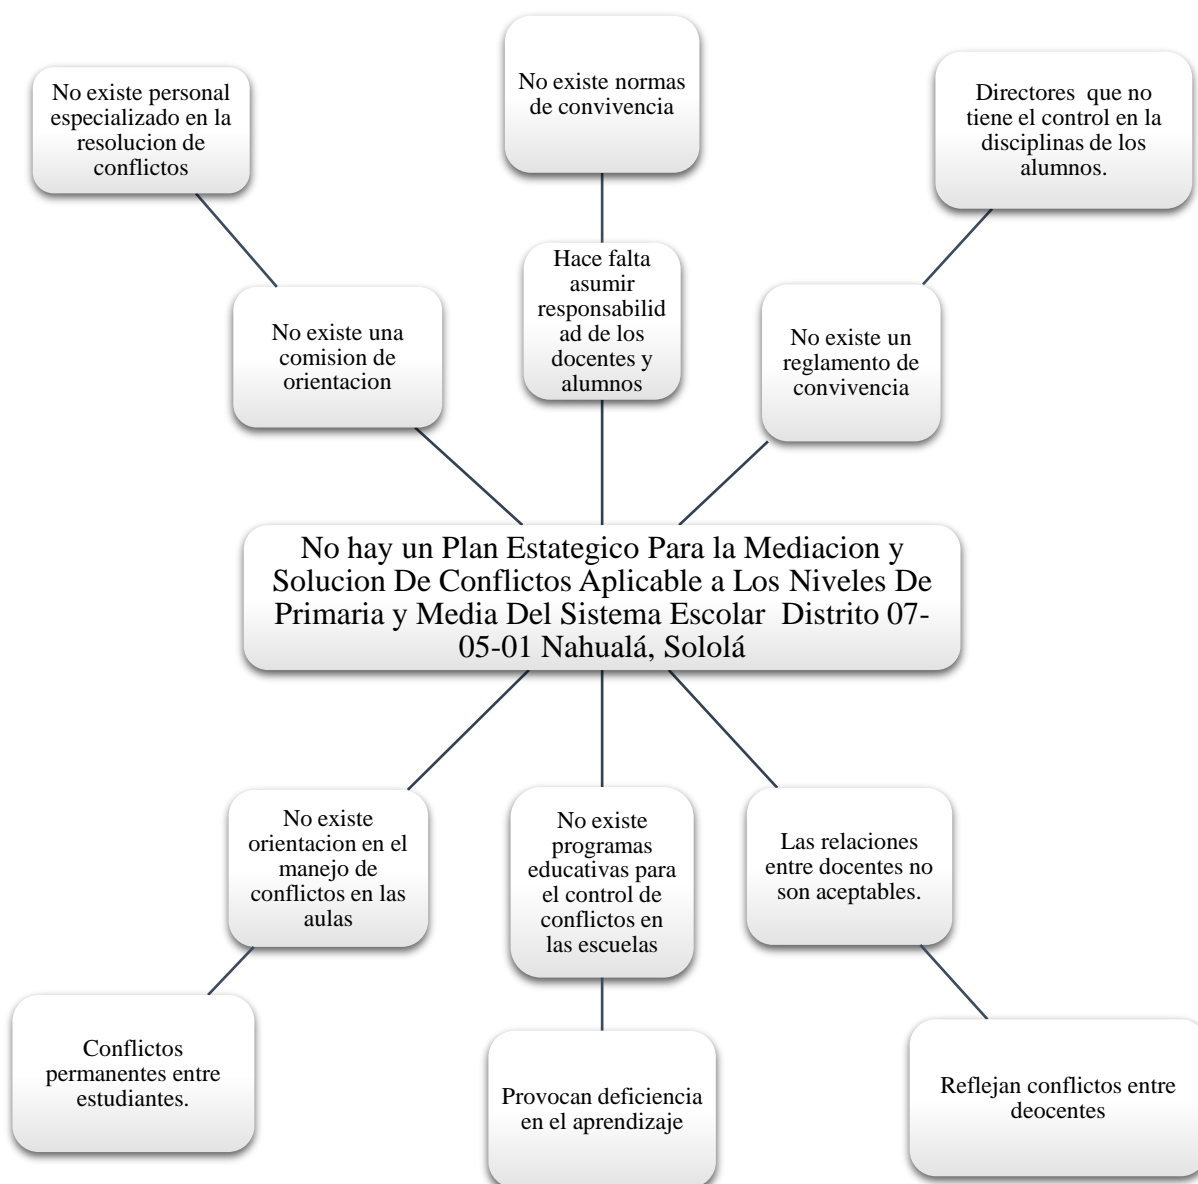 No existe normas
de convivencia
No existe personal
especializado en la
resolucion de
conflictos
Directores  que no
tiene el control en la
disciplinas de los
alumnos.
Hace falta
asumir
responsabilid
ad de los
docentes y
alumnos
No existe una
comision de
orientacion
No existe un
reglamento de
convivencia
No hay un Plan Estategico Para la Mediacion y
Solucion De Conflictos Aplicable a Los Niveles De
Primaria y Media Del Sistema Escolar  Distrito 07-
05-01 Nahualá, Sololá
No existe
orientacion en el
manejo de
conflictos en las
aulas
No existe
programas
educativas para
el control de
conflictos en
las escuelas
Las relaciones
entre docentes no
son aceptables.
Conflictos
permanentes entre
estudiantes.
Provocan deficiencia
en el aprendizaje
Reflejan conflictos entre
deocentes